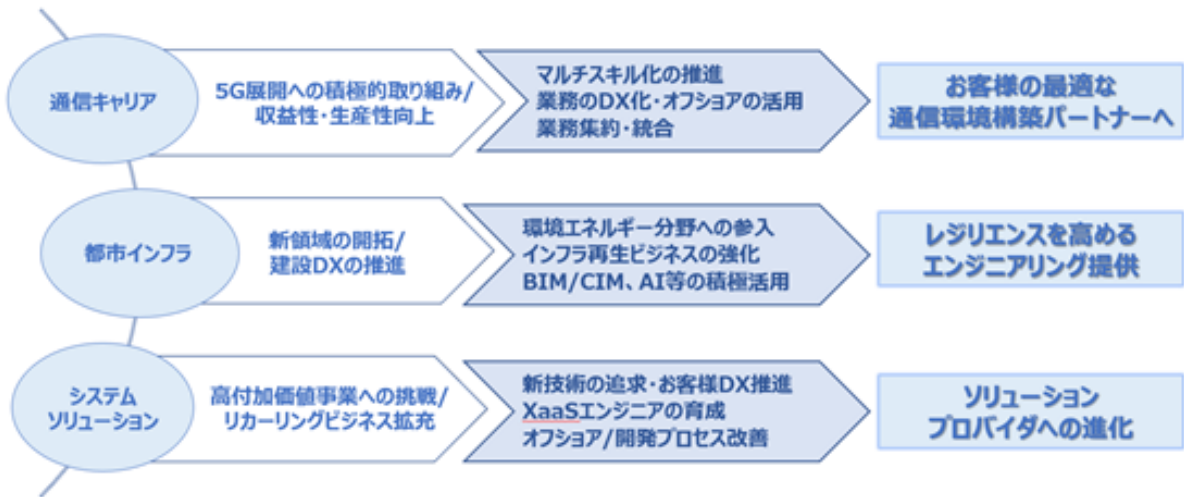 通信キャリア
5G展開への積極的取り組み/
収益性・生産性向上
マルチスキル化の推進
業務のDX化・オフショアの活用
業務集約・統合
お客様の最適な
通信環境構築パートナーへ
都市インフラ
新領域の開拓/
建設DXの推進
環境エネルギー分野への参入
インフラ再生ビジネスの強化
BIM/CIM、AI等の積極活用
レジリエンスを高める
エンジニアリング提供
システム
ソリューション
高付加価値事業への挑戦/
リカーリングビジネス拡充
新技術の追求・お客様DX推進
XaaSエンジニアの育成
オフショア/開発プロセス改善
ソリューション
プロバイダへの進化